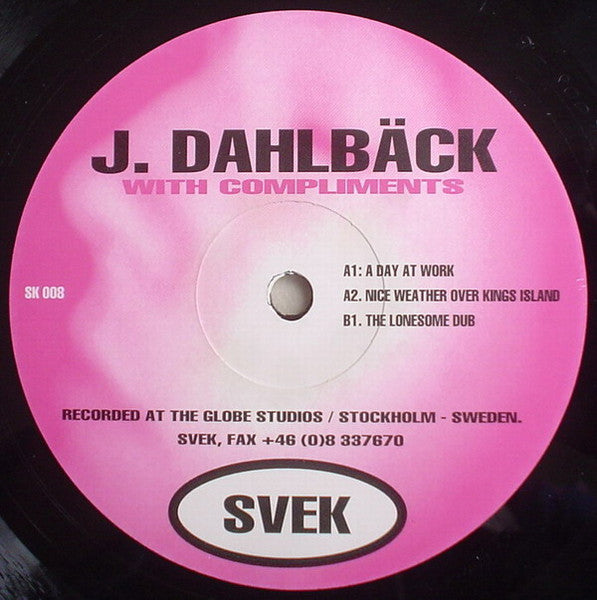 J. DAHLBÄCK
WITH COMPLIMENTS
A1: A DAY AT WORK
SK 008
A2. NICE WEATHER OVER KINGS ISLAND
B1. THE LONESOME DUB
RECORDED AT THE GLOBE STUDIOS / STOCKHOLM - SWEDEN.
SVEK, FAX +46 (0)8 337670
SVEK